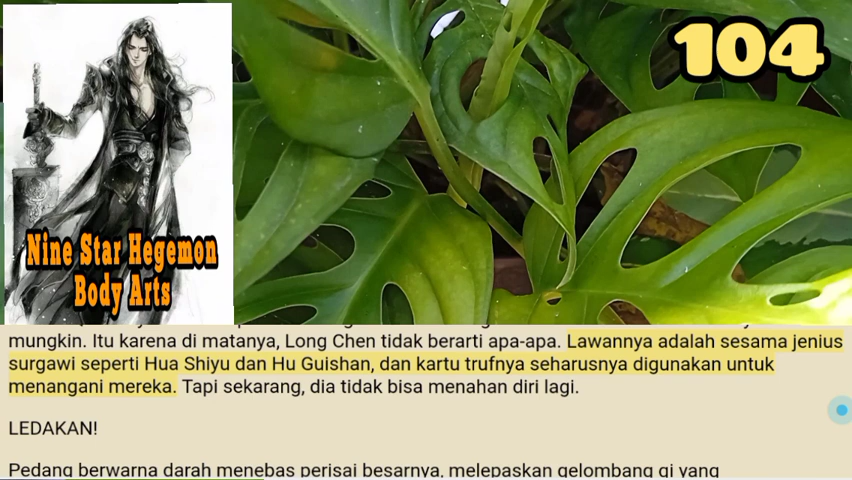 104
Nine Star Hegemon
Body Arts
mungkin. Itu karena di matanya, Long Chen tidak berarti apa-apa. Lawannya adalah sesama jenius
surgawi seperti Hua Shiyu dan Hu Guishan, dan kartu trufnya seharusnya digunakan untuk
menangani mereka. Tapi sekarang, dia tidak bisa menahan diri lagi.
LEDAKAN!
Pedang berwarna darah menebas perisai besarnya, melepaskan gelombang qi yang